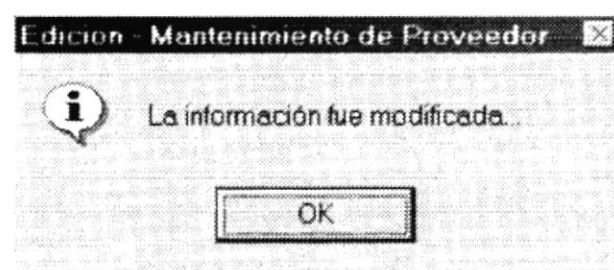 Edicion - Mantenimiento de Proveedor
La información fue modificada...
OK